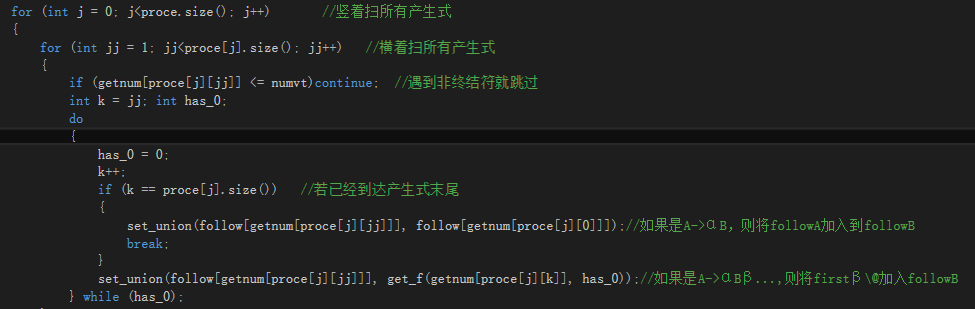 for (int j = 0; j<proce.size(); j++)        //竖着扫所有产生式
{
    for (int jj = 1; jj<proce[j].size(); jj++)   //横着扫所有产生式
    {
        if (getnum[proce[j][jj]] <= numvt)continue;  //遇到非终结符就跳过
        int k = jj; int has_0;
        do
        {
            has_0 = 0;
            k++;
            if (k == proce[j].size())   //若已经到达产生式末尾
            {
                set_union(follow[getnum[proce[j][jj]]], follow[getnum[proce[j][0]]]);//如果是A->αB，则将followA加入到followB
                break;
            }
            set_union(follow[getnum[proce[j][jj]]], get_f(getnum[proce[j][k]], has_0));//如果是A->αBβ...,则将firstβ\@加入followB
        } while (has_0);